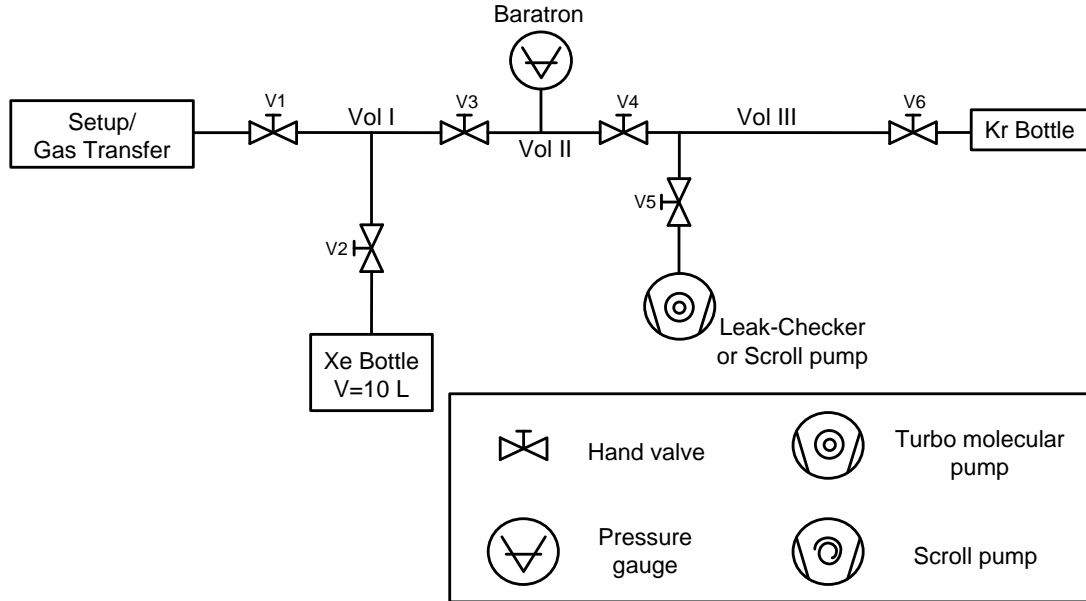 Baratron
V1
Vol I
V3
V4
Vol III
V6
Setup/
Gas Transfer
Vol II
Kr Bottle
V5
V2
Leak-Checker
or Scroll pump
Xe Bottle
V=10 L
Hand valve
Turbo molecular
pump
Pressure
gauge
Scroll pump